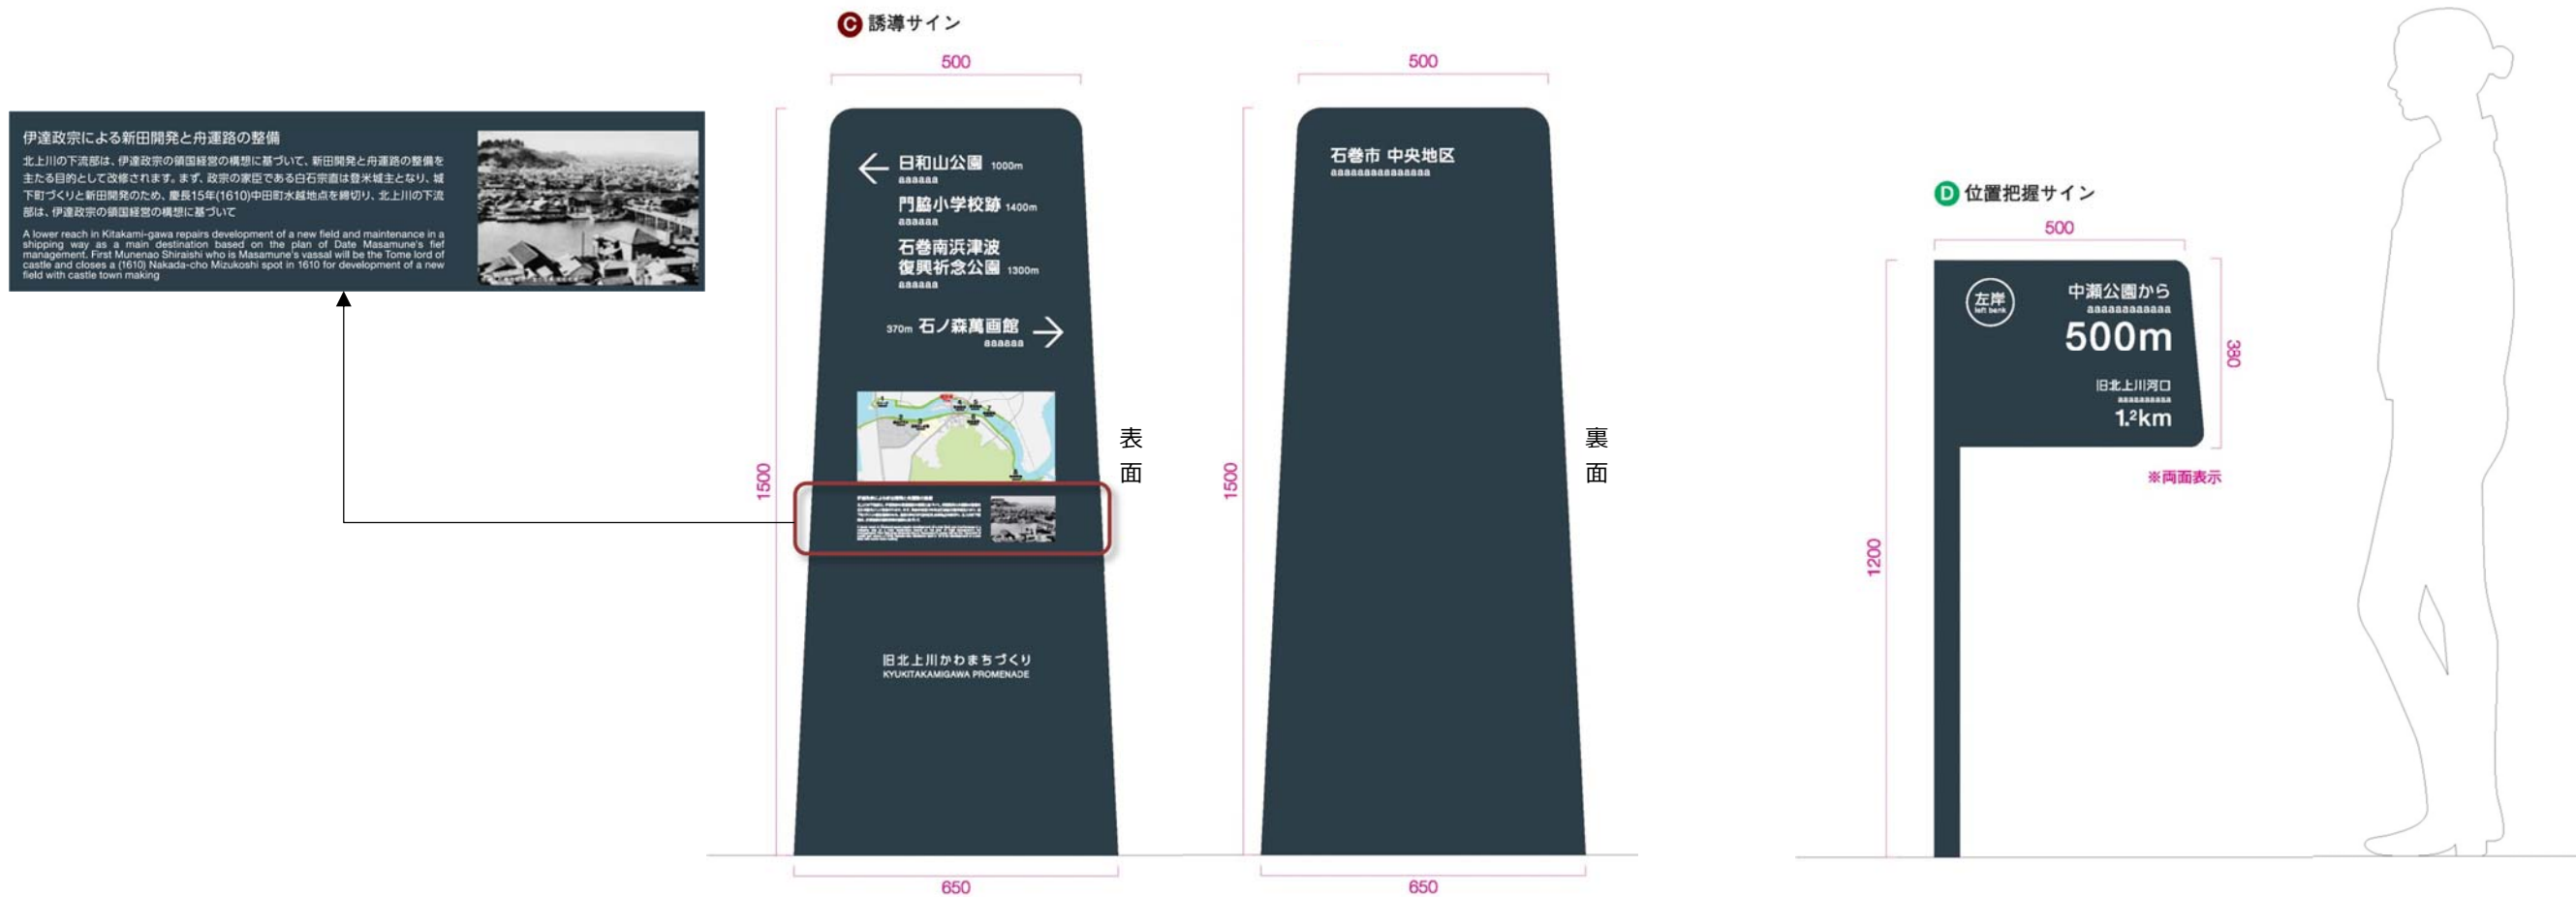 C 誘導サイン
500
500
伊達政宗による新田開発と舟運路の整備
北上川の下流部は、伊達政宗の領国経営の構想に基づいて、新田開発と舟運路の整備を
主たる目的として改修されます。まず、政宗の家臣である白石宗直は登米城主となり、城
下町づくりと新田開発のため、慶長15年(1610)中田町水越地点を締切り、北上川の下流
部は、伊達政宗の領国経営の構想に基づいて
A lower reach in Kitakami-gawa repairs development of a new field and maintenance in a
shipping way as a main destination based on the plan of Date Masamune's fief
management. First Munenao Shiraishi who is Masamune's vassal will be the Tome lord of
castle and closes a (1610) Nakada-cho Mizukoshi spot in 1610 for development of a new
field with castle town making
日和山公園 1000m
aaaaaa
門脇小学校跡 1400m
aaaaaa
石巻南浜津波
復興祈念公園 1300m
aaaaaa
370m 石ノ森萬画館
aaaaaa
旧北上川かわまちづくり
KYUKITAKAMIGAWA PROMENADE
1500
表面
650
石巻市 中央地区
aaaaaaaaaaaaaaa
1500
裏面
650
D 位置把握サイン
500
左岸
left bank
中瀬公園から
aaaaaaaaaaaa
500m
旧北上川河口
aaaaaaaaaa
1.2km
380
※両面表示
1200